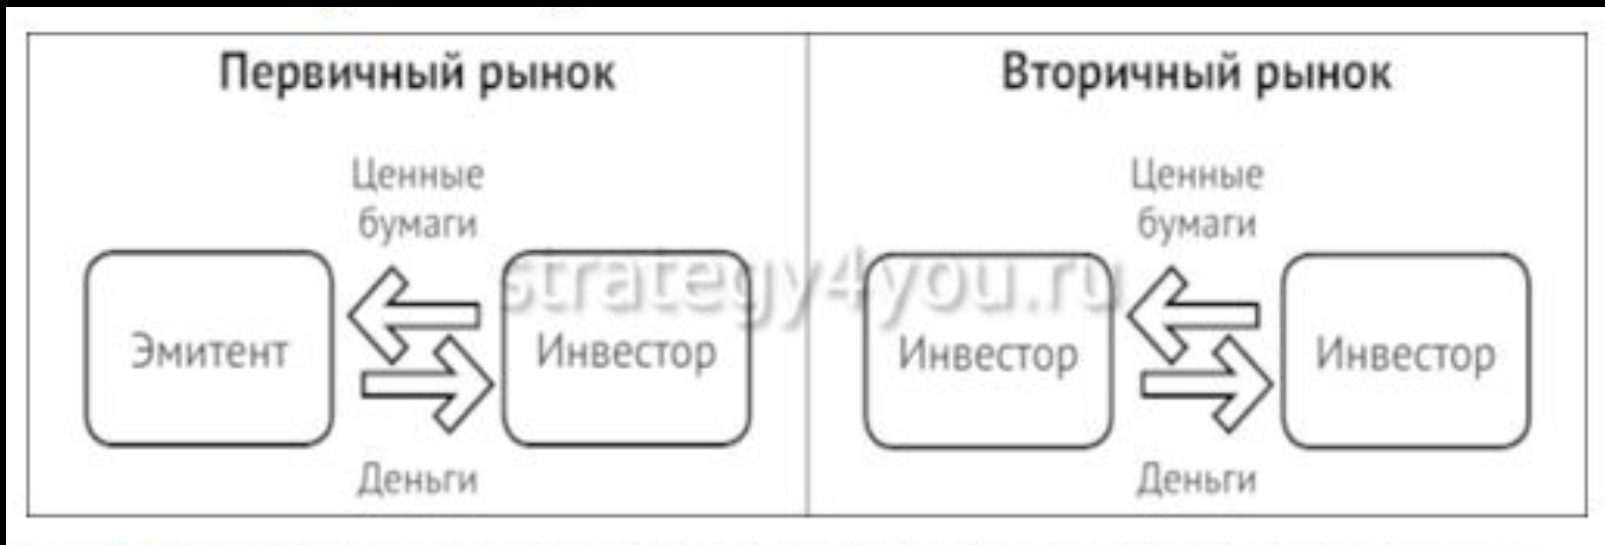 Первичный рынок
Ценные
бумаги
Эмитент
Инвестор
Деньги
Вторичный рынок
Ценные
бумаги
Инвестор
Инвестор
Деньги
strategy4you.ru